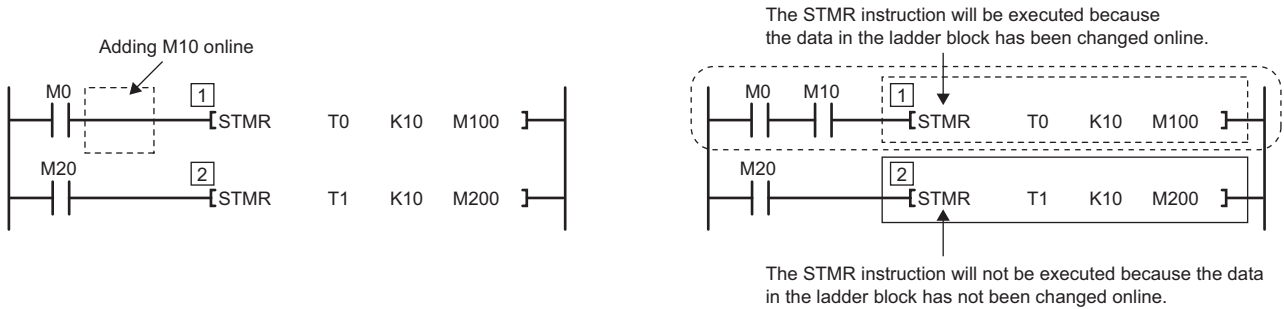 Adding M10 online
M0
1
STMR T0 K10 M100
M20
2
STMR T1 K10 M200
The STMR instruction will be executed because
the data in the ladder block has been changed online.
M0 M10
1
STMR T0 K10 M100
M20
2
STMR T1 K10 M200
The STMR instruction will not be executed because the data
in the ladder block has not been changed online.